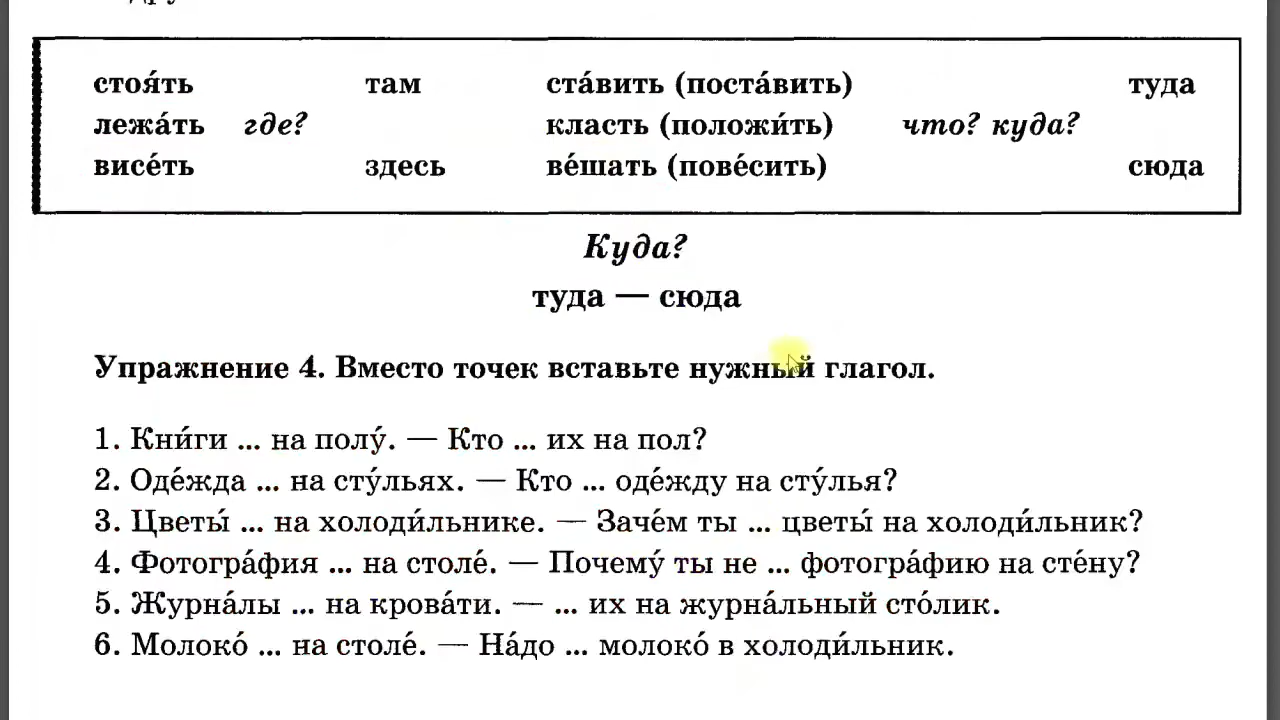 стоя́ть там ста́вить (поста́вить) туда
лежа́ть где? класть (положи́ть) что? куда?
висе́ть здесь ве́шать (пове́сить) сюда
Куда?
туда — сюда
Упражнение 4. Вместо точек вставьте нужный глагол.
1. Кни́ги ... на полу́. — Кто ... их на пол?
2. Оде́жда ... на сту́льях. — Кто ... оде́жду на сту́лья?
3. Цветы́ ... на холоди́льнике. — Заче́м ты ... цветы́ на холоди́льник?
4. Фотогра́фия ... на столе́. — Почему́ ты не ... фотогра́фию на сте́ну?
5. Журна́лы ... на крова́ти. — ... их на журна́льный сто́лик.
6. Молоко́ ... на столе́. — На́до ... молоко́ в холоди́льник.